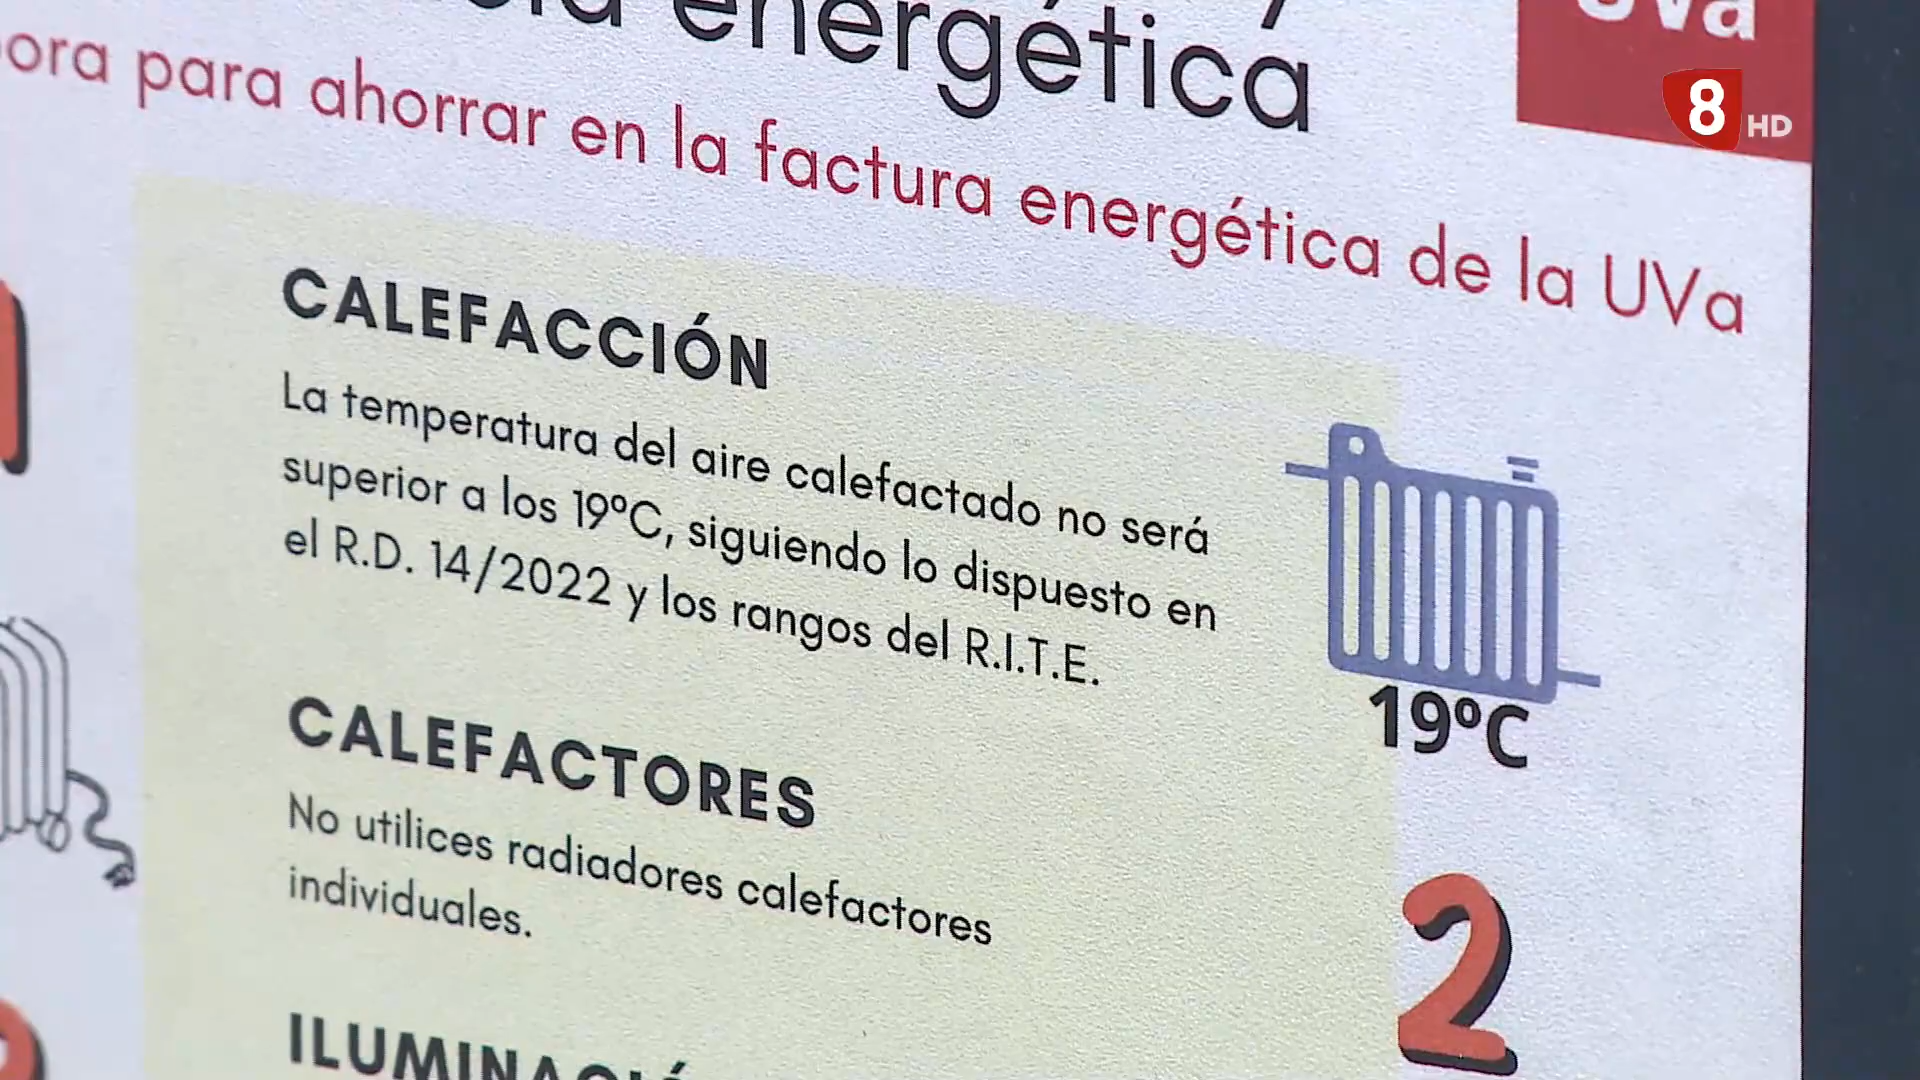 energética
UVa
8 HD
para ahorrar en la factura energética de la UVa
CALEFACCIÓN
La temperatura del aire calefactado no será
superior a los 19ºC, siguiendo lo dispuesto en
el R.D. 14/2022 y los rangos del R.I.T.E.
19ºC
CALEFACTORES
No utilices radiadores calefactores
individuales.
2